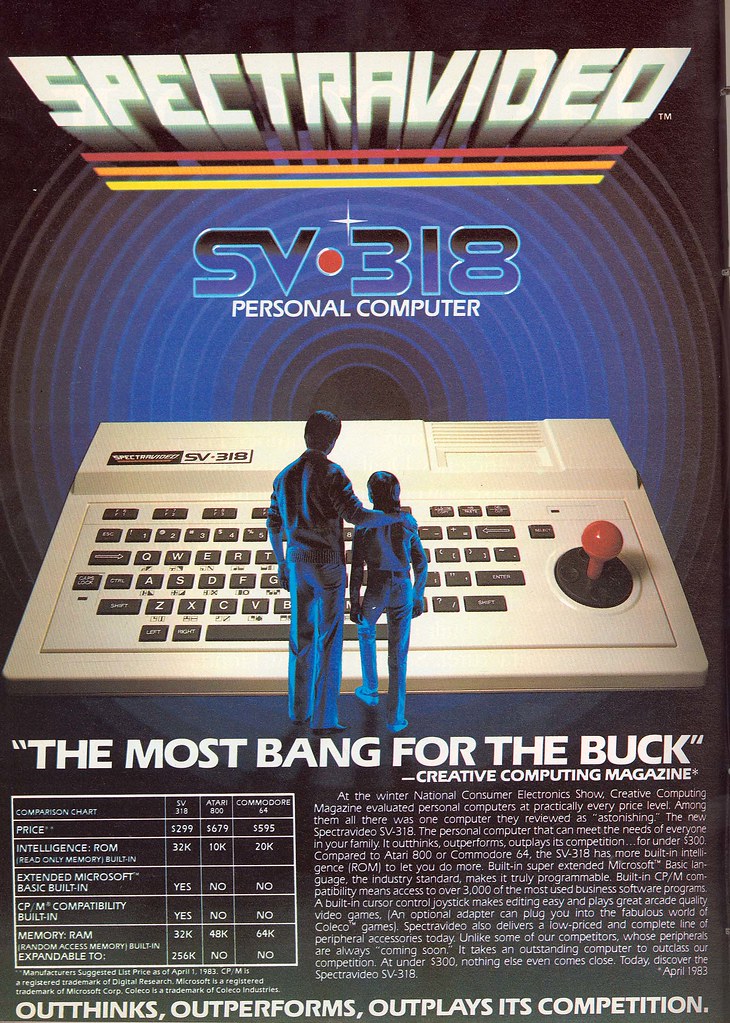 SPECTRAVIDEO
TM
SV·318
PERSONAL COMPUTER
SPECTRAVIDEO SV-318
ESC
SELECT
Q W E R T
CAPS LOCK CTRL A S D F G ENTER
SHIFT Z X C V B M ? / SHIFT
LEFT RIGHT
"THE MOST BANG FOR THE BUCK"
—CREATIVE COMPUTING MAGAZINE*
COMPARISON CHART SV 318 ATARI 800 COMMODORE 64
PRICE** $299 $679 $595
INTELLIGENCE: ROM 32K 10K 20K
(READ ONLY MEMORY) BUILT-IN
EXTENDED MICROSOFT™
BASIC BUILT-IN YES NO NO
CP/M® COMPATIBILITY
BUILT-IN YES NO NO
MEMORY: RAM 32K 48K 64K
(RANDOM ACCESS MEMORY) BUILT-IN
EXPANDABLE TO: 256K NO NO
**Manufacturers Suggested List Price as of April 1, 1983. CP/M is
a registered trademark of Digital Research. Microsoft is a registered
trademark of Microsoft Corp. Coleco is a trademark of Coleco Industries.
At the winter National Consumer Electronics Show, Creative Computing
Magazine evaluated personal computers at practically every price level. Among
them all there was one computer they reviewed as "astonishing." The new
Spectravideo SV-318. The personal computer that can meet the needs of everyone
in your family. It outthinks, outperforms, outplays its competition...for under $300.
Compared to Atari 800 or Commodore 64, the SV-318 has more built-in intelli-
gence (ROM) to let you do more. Built-in super extended Microsoft™ Basic lan-
guage, the industry standard, makes it truly programmable. Built-in CP/M com-
patibility means access to over 3,000 of the most used business software programs.
A built-in cursor control joystick makes editing easy and plays great arcade quality
video games, (An optional adapter can plug you into the fabulous world of
Coleco™ games). Spectravideo also delivers a low-priced and complete line of
peripheral accessories today. Unlike some of our competitors, whose peripherals
are always "coming soon." It takes an outstanding computer to outclass our
competition. At under $300, nothing else even comes close. Today, discover the
Spectravideo SV-318. *April 1983
OUTTHINKS, OUTPERFORMS, OUTPLAYS ITS COMPETITION.